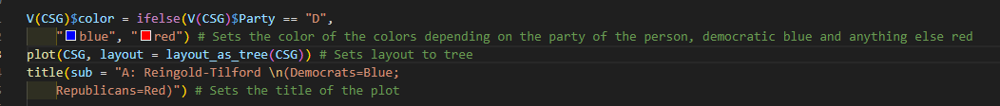 V(CSG)$color = ifelse(V(CSG)$Party == "D",
"blue", "red") # Sets the color of the colors depending on the party of the person, democratic blue and anything else red
plot(CSG, layout = layout_as_tree(CSG)) # Sets layout to tree
title(sub = "A: Reingold-Tilford \n(Democrats=Blue;
Republicans=Red)") # Sets the title of the plot